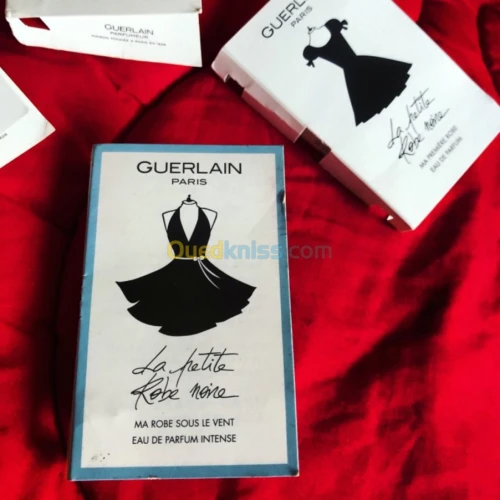 GUERLAIN
PARFUMEUR
GUERLAIN
PARIS
La petite
Robe noire
MA PREMIÈRE ROBE
EAU DE PARFUM
GUERLAIN
PARIS
Ouedkniss.com
La petite
Robe noire
MA ROBE SOUS LE VENT
EAU DE PARFUM INTENSE